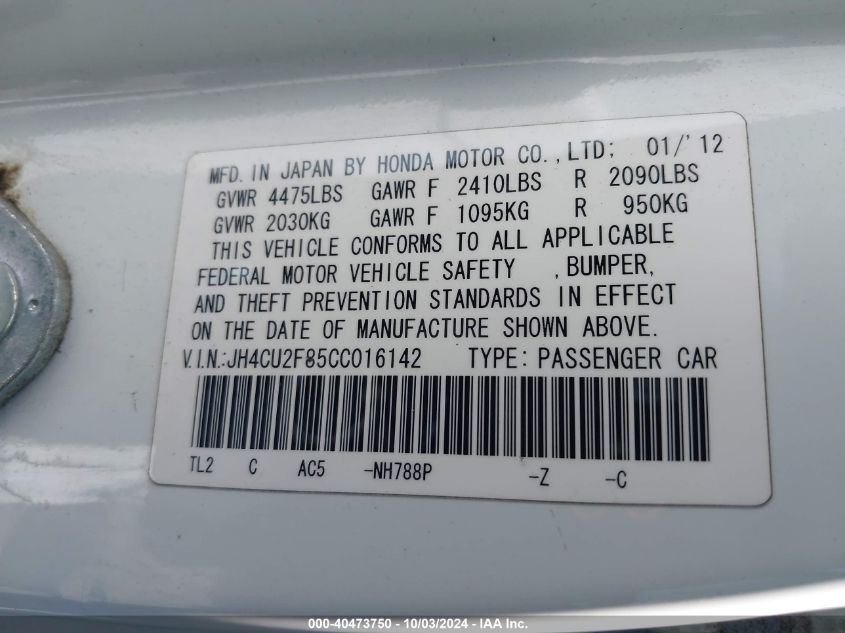 MFD. IN JAPAN BY HONDA MOTOR CO., LTD; 01/'12
GVWR 4475LBS GAWR F 2410LBS R 2090LBS
GVWR 2030KG GAWR F 1095KG R 950KG
THIS VEHICLE CONFORMS TO ALL APPLICABLE
FEDERAL MOTOR VEHICLE SAFETY , BUMPER,
AND THEFT PREVENTION STANDARDS IN EFFECT
ON THE DATE OF MANUFACTURE SHOWN ABOVE.
V.I.N.:JH4CU2F85CC016142 TYPE: PASSENGER CAR
TL2 C AC5 -NH788P -Z -C
000-40473750 - 10/03/2024 - IAA Inc.